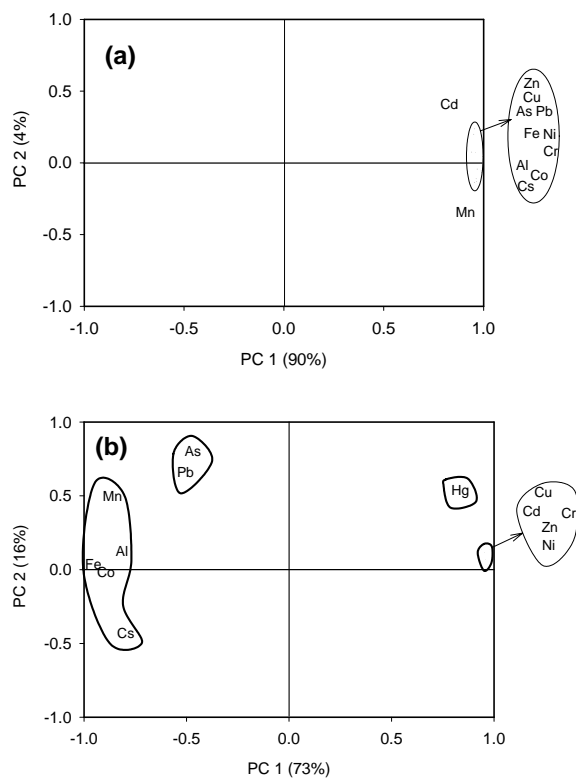 (a)
1.0
0.5
0.0
-0.5
-1.0
PC 2 (4%)
Cd
Mn
Zn
Cu
As Pb
Fe Ni
Cr
Al
Co
Cs
-1.0 -0.5 0.0 0.5 1.0
PC 1 (90%)
(b)
1.0
0.5
0.0
-0.5
-1.0
PC 2 (16%)
As
Pb
Mn
Al
Fe
Co
Cs
Hg
Cu
Cd
Cr
Zn
Ni
-1.0 -0.5 0.0 0.5 1.0
PC 1 (73%)